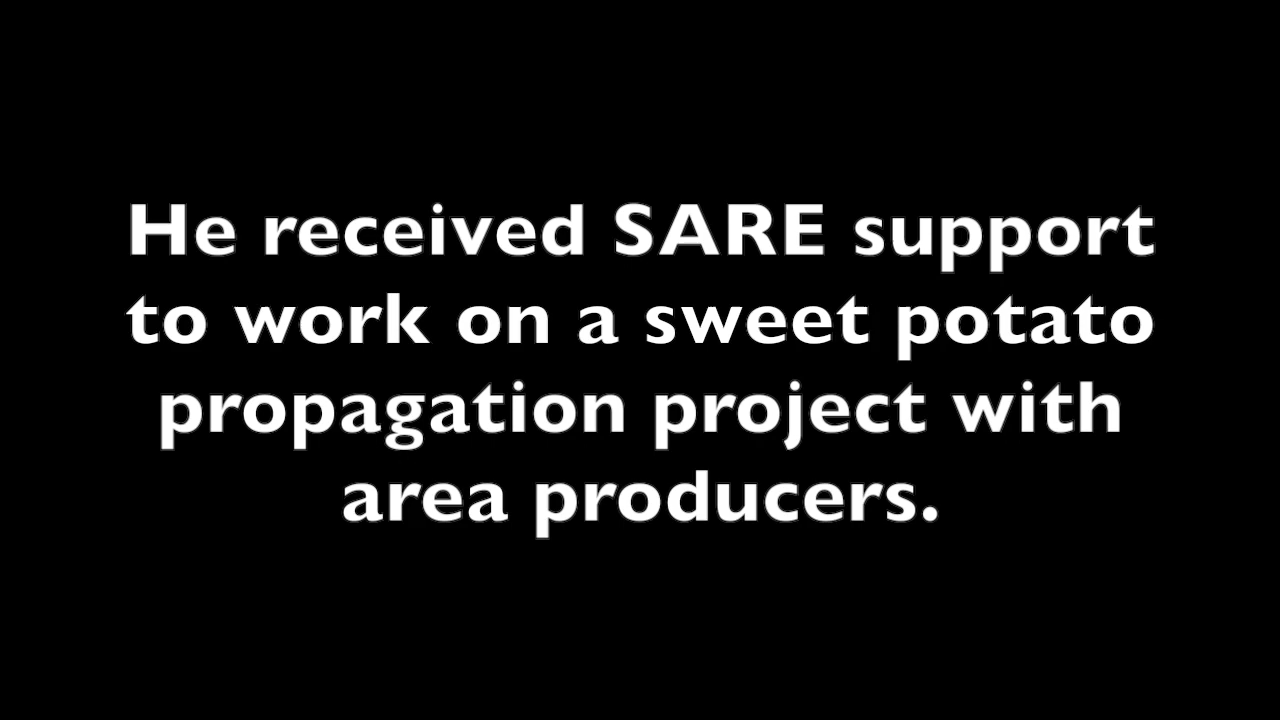 He received SARE support
to work on a sweet potato
propagation project with
area producers.